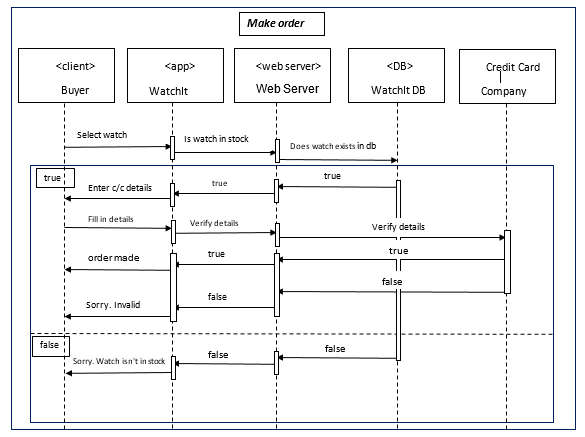 Make order
<client>
Buyer
<app>
WatchIt
<web server>
Web Server
<DB>
WatchIt DB
Credit Card
Company
Select watch
Is watch in stock
Does watch exists in db
true
true
true
Enter c/c details
Fill in details
Verify details
Verify details
true
true
order made
false
false
Sorry. Invalid
false
false
false
Sorry. Watch isn't in stock